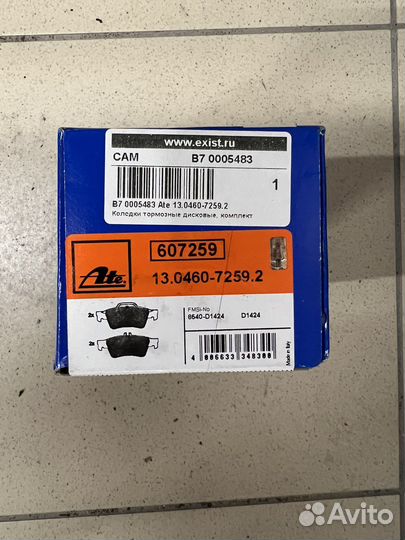 www.exist.ru
CAM B7 0005483
1
B7 0005483 Ate 13.0460-7259.2
Колодки тормозные дисковые, комплект
607259
Ate
13.0460-7259.2
2x
2x
FMSI-No
8540-D1424 D1424
4 006633 348300
Made in Italy
Avito